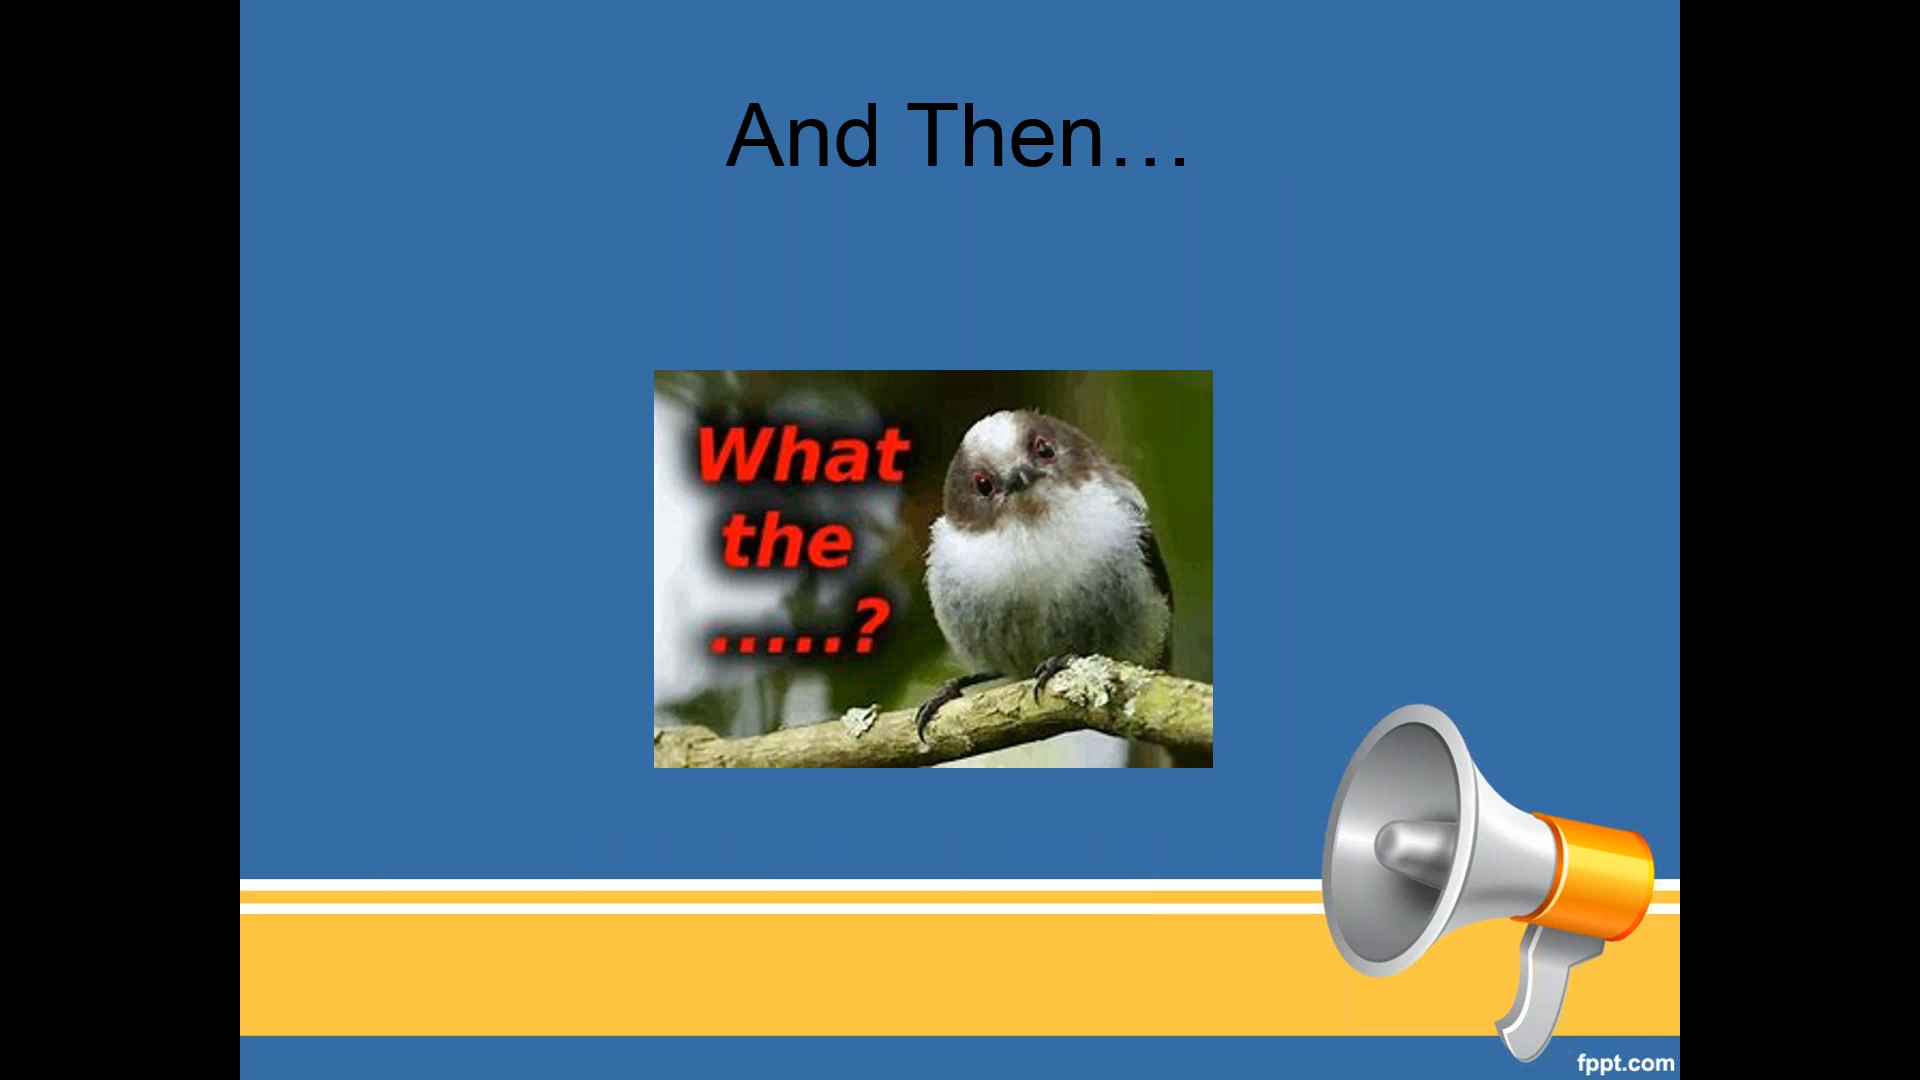 And Then…
What
the
.....?
fppt.com